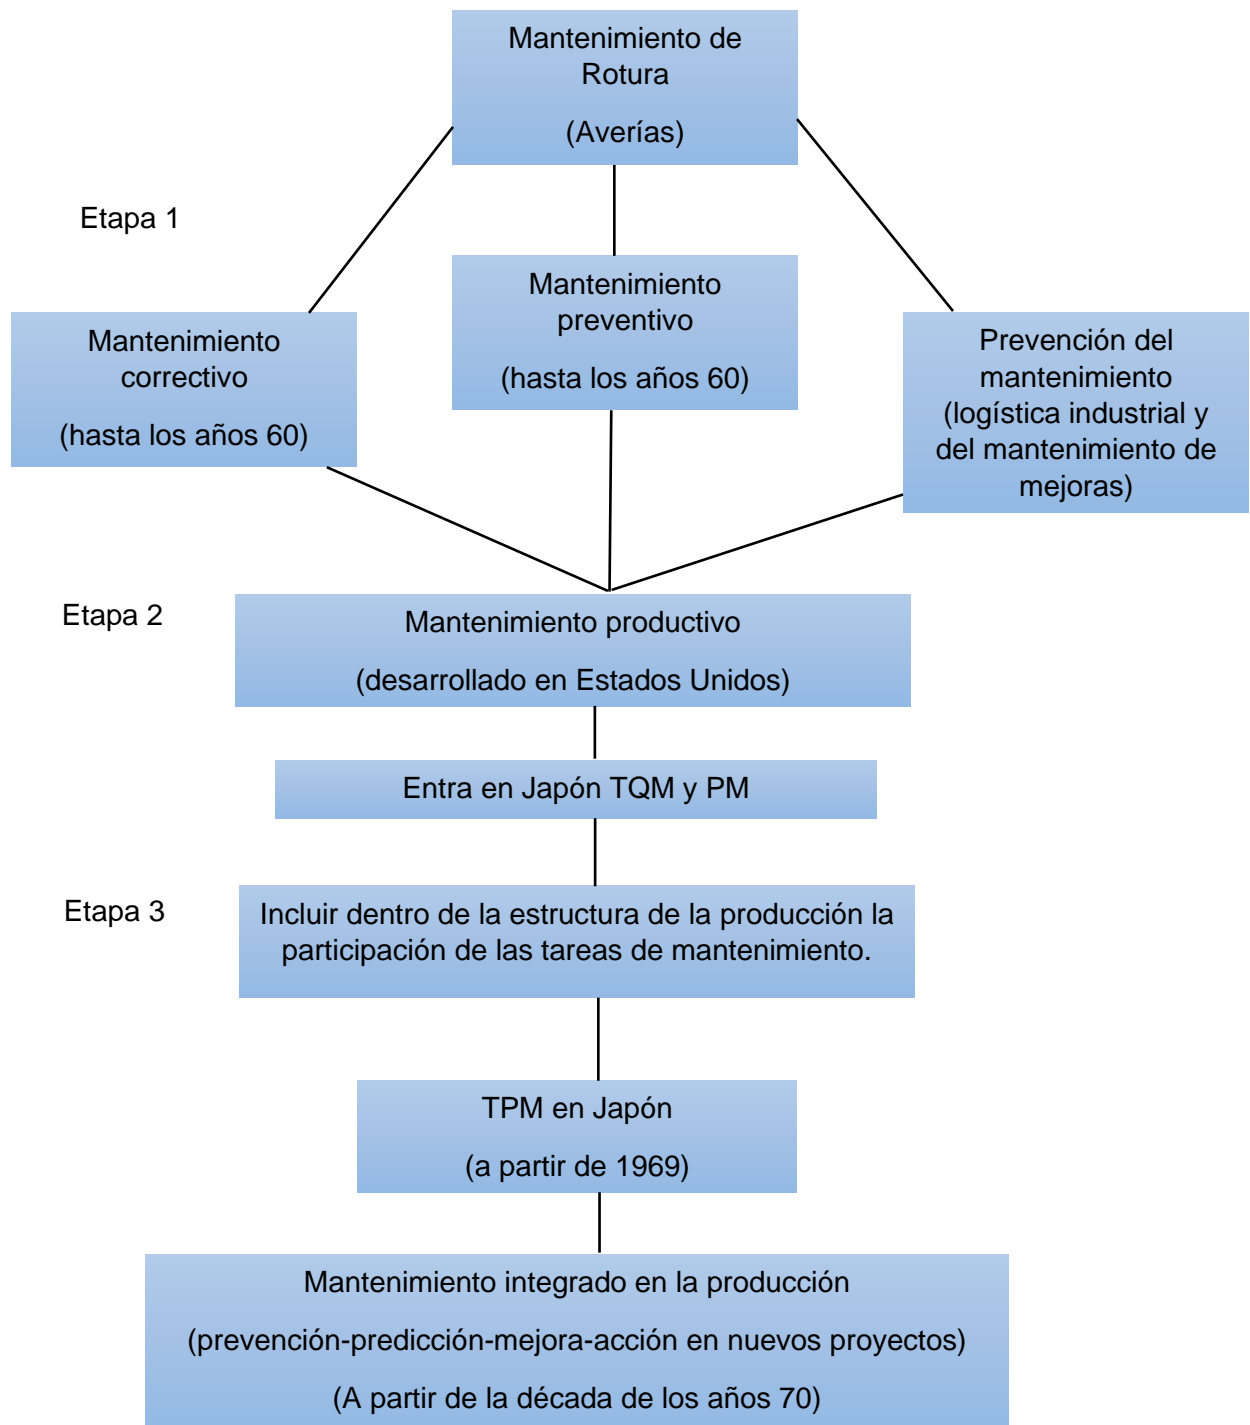 Mantenimiento de
Rotura
(Averías)
Etapa 1
Mantenimiento
correctivo
(hasta los años 60)
Mantenimiento
preventivo
(hasta los años 60)
Prevención del
mantenimiento
(logística industrial y
del mantenimiento de
mejoras)
Etapa 2
Mantenimiento productivo
(desarrollado en Estados Unidos)
Entra en Japón TQM y PM
Etapa 3
Incluir dentro de la estructura de la producción la
participación de las tareas de mantenimiento.
TPM en Japón
(a partir de 1969)
Mantenimiento integrado en la producción
(prevención-predicción-mejora-acción en nuevos proyectos)
(A partir de la década de los años 70)